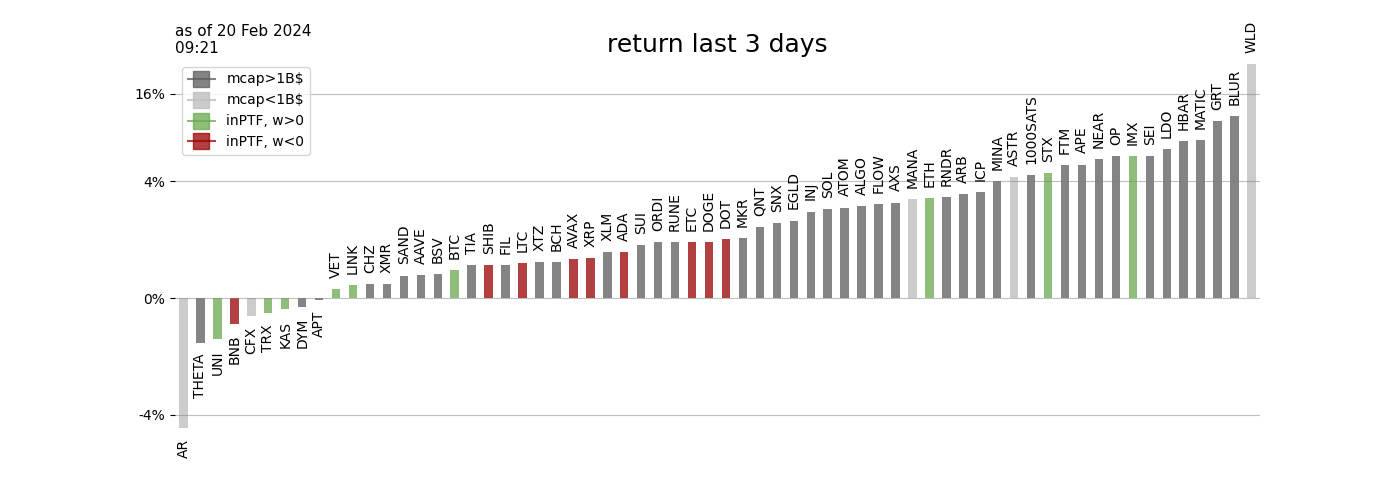 as of 20 Feb 2024
09:21
return last 3 days
mcap>1B$
mcap<1B$
inPTF, w>0
inPTF, w<0
16%
4%
0%
-4%
AR
THETA
UNI
BNB
CFX
TRX
KAS
DYM
APT
VET
LINK
CHZ
XMR
SAND
AAVE
BSV
BTC
TIA
SHIB
FIL
LTC
XTZ
BCH
AVAX
XRP
XLM
ADA
SUI
ORDI
RUNE
ETC
DOGE
DOT
MKR
QNT
SNX
EGLD
INJ
SOL
ATOM
ALGO
FLOW
AXS
MANA
ETH
RNDR
ARB
ICP
MINA
ASTR
1000SATS
STX
FTM
APE
NEAR
OP
IMX
SEI
LDO
HBAR
MATIC
GRT
BLUR
WLD